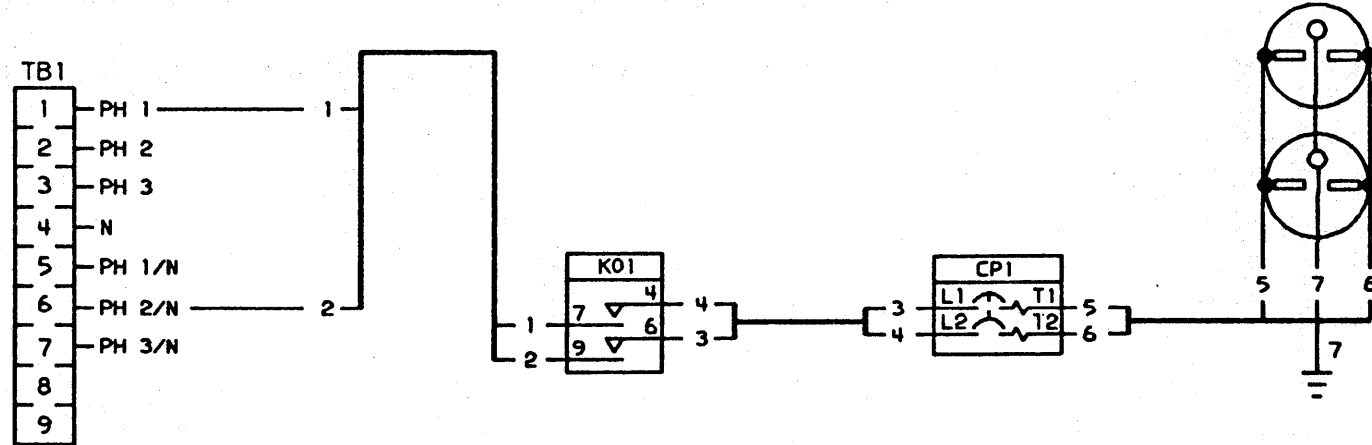 TB1
1 PH 1 1
2 PH 2
3 PH 3
4 N
5 PH 1/N
6 PH 2/N 2
7 PH 3/N
8
9
K01
4 4
7
1
6
3
9
2
CP1
3 L1 T1 5
4 L2 T2 6
5 7 6
7